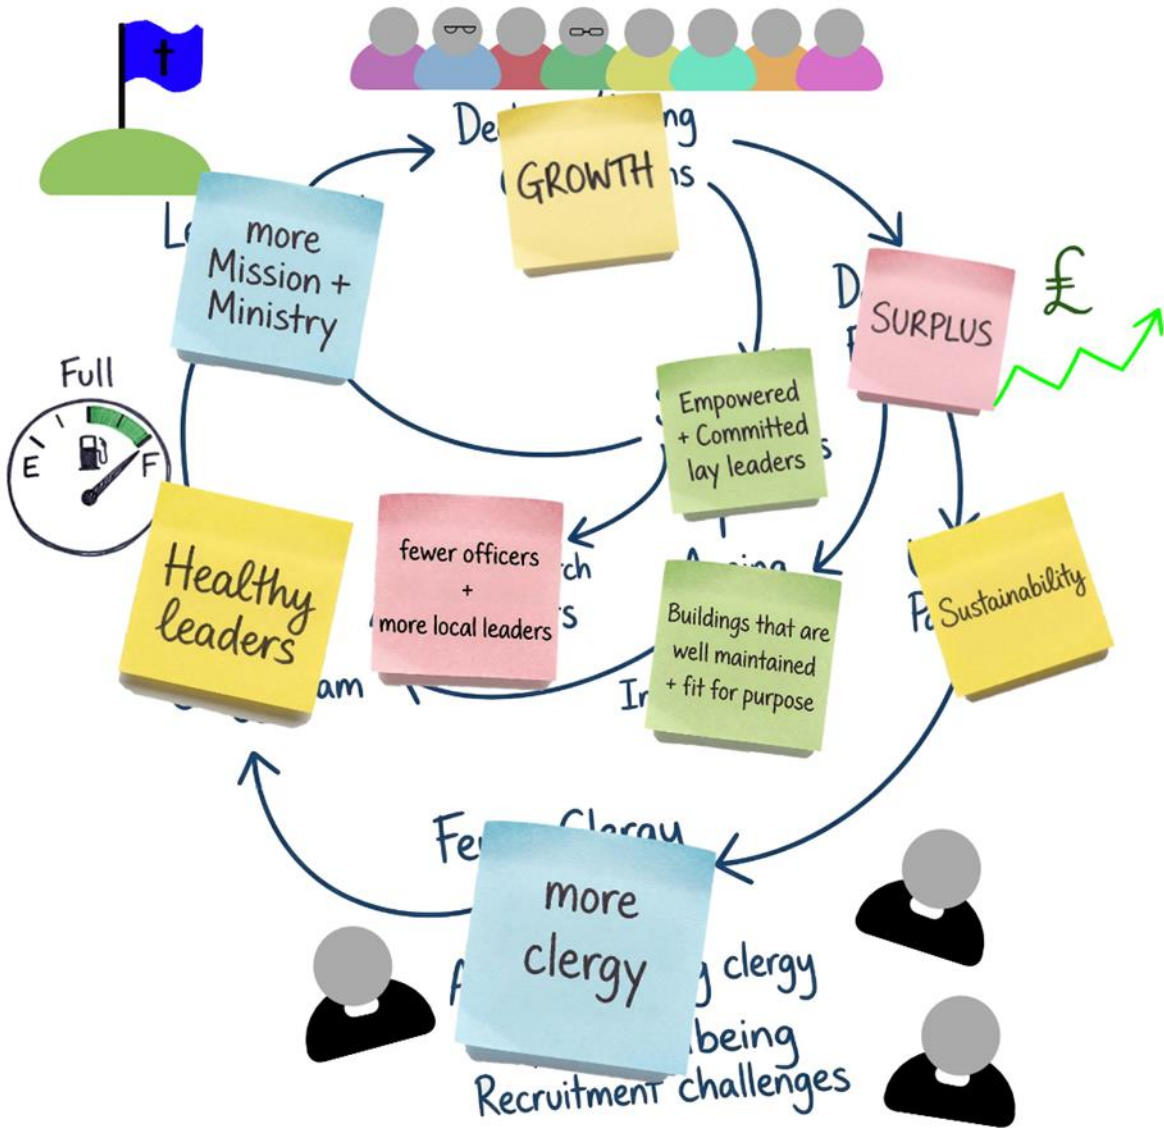 GROWTH
more
Mission +
Ministry
£
SURPLUS
Full
E
F
Empowered
+ Committed
lay leaders
fewer officers
+
more local leaders
Healthy
leaders
Buildings that are
well maintained
+ fit for purpose
Sustainability
Clergy
more
clergy
clergy
Recruitment challenges